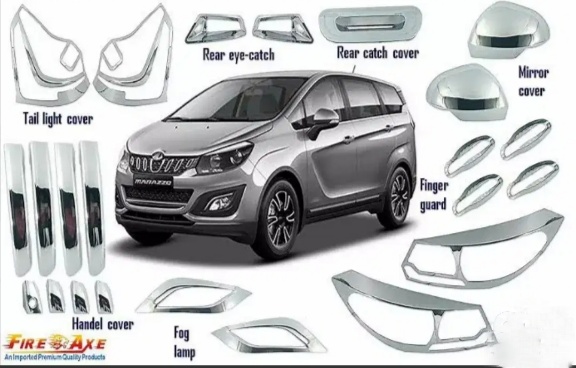 Rear eye-catch
Rear catch cover
Mirror
cover
Tail light cover
MARAZZO
Finger
guard
Handel cover
Fog
lamp
FIRE AXE
An Imported Premium Quality Products